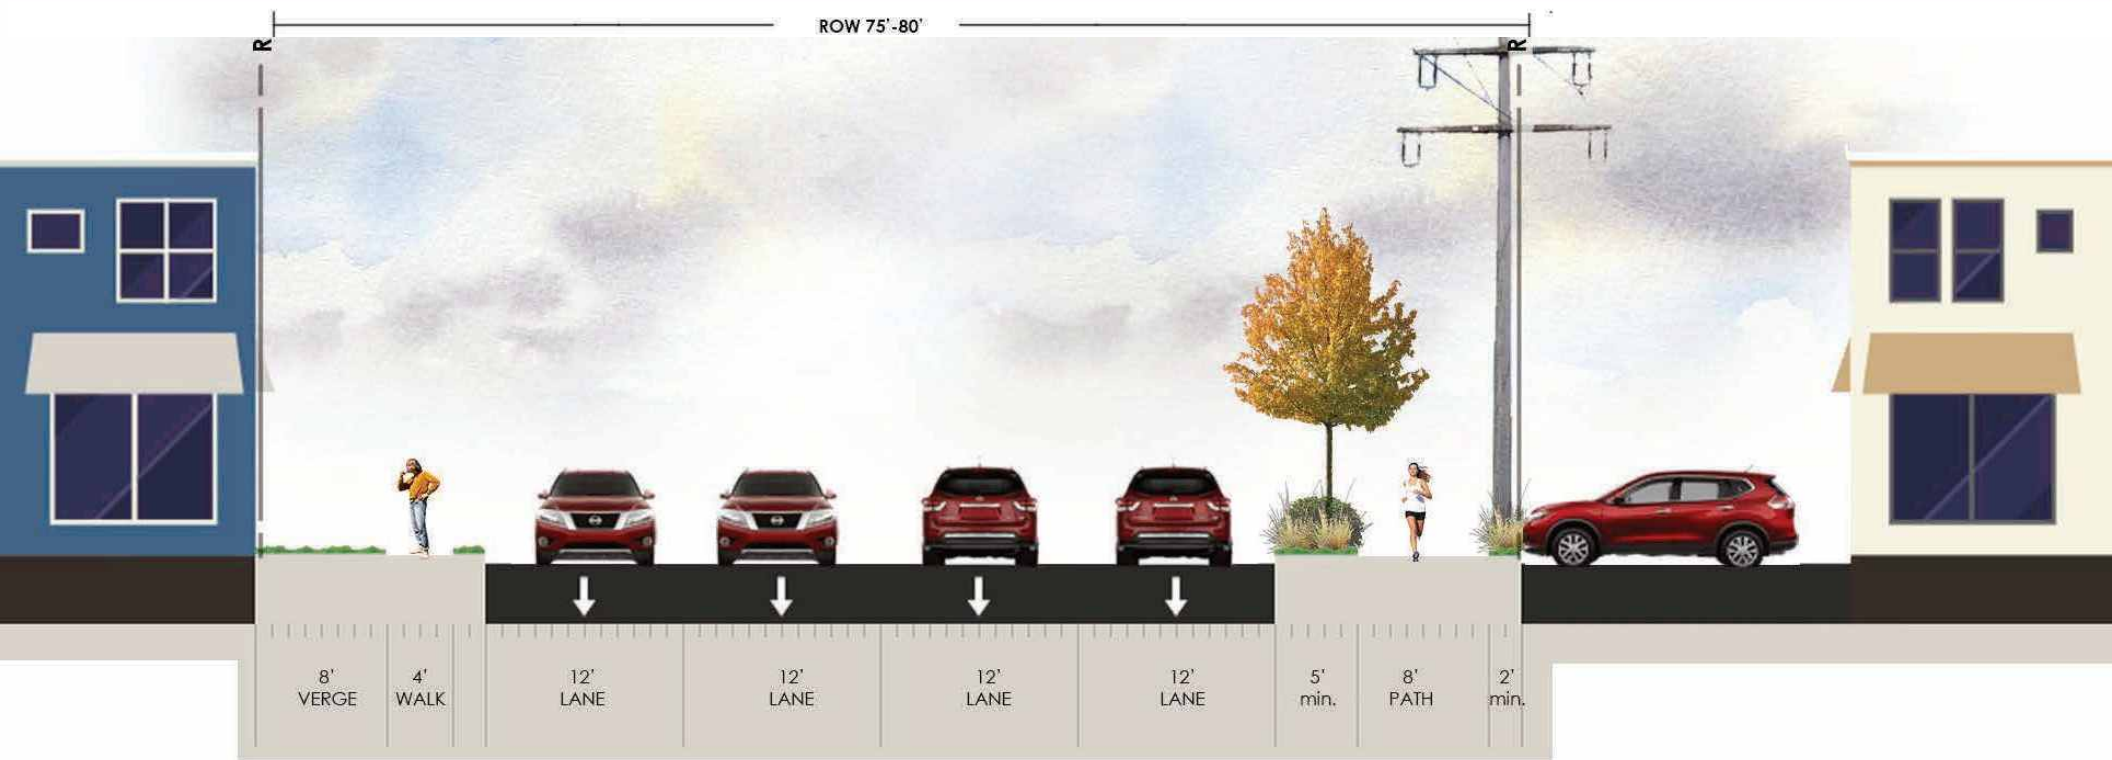 ROW 75'-80'
R
R
8'
VERGE
4'
WALK
12'
LANE
12'
LANE
12'
LANE
12'
LANE
5'
min.
8'
PATH
2'
min.